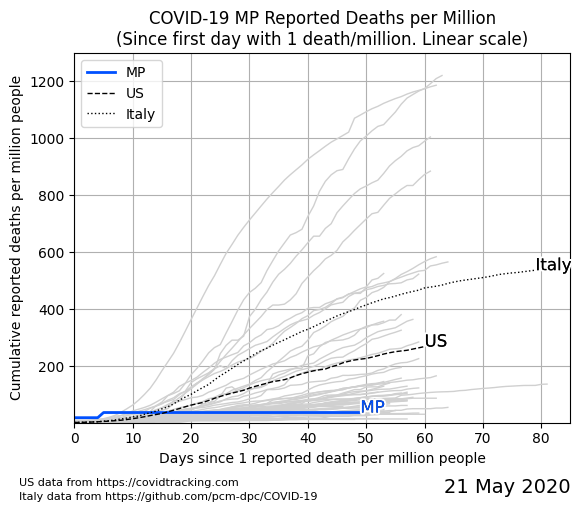 COVID-19 MP Reported Deaths per Million
(Since first day with 1 death/million. Linear scale)
Cumulative reported deaths per million people
1200
1000
800
600
400
200
MP
US
Italy
Italy
US
MP
0
10
20
30
40
50
60
70
80
Days since 1 reported death per million people
US data from https://covidtracking.com
Italy data from https://github.com/pcm-dpc/COVID-19
21 May 2020